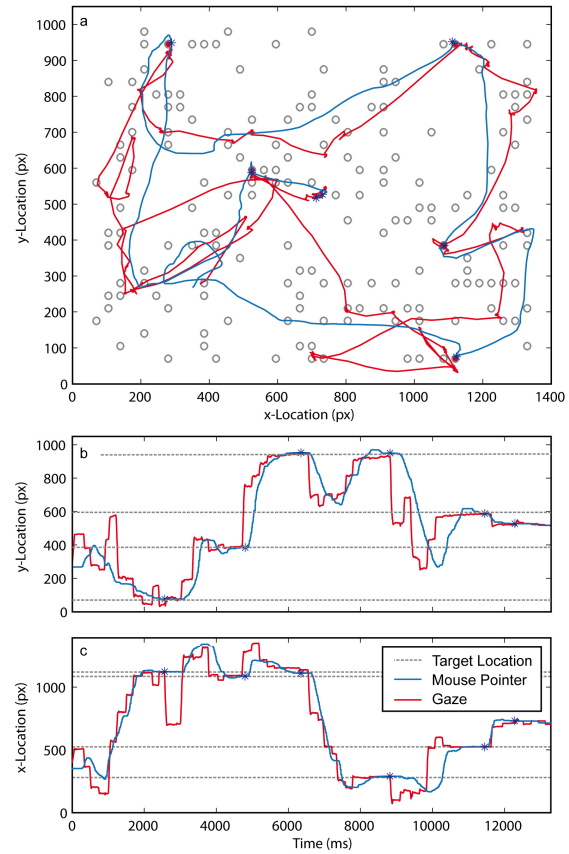 a
y-Location (px)
1000
900
800
700
600
500
400
300
200
100
0
0 200 400 600 800 1000 1200 1400
x-Location (px)
b
y-Location (px)
1000
800
600
400
200
0
c
x-Location (px)
1000
500
0
Target Location
Mouse Pointer
Gaze
0 2000 4000 6000 8000 10000 12000
Time (ms)